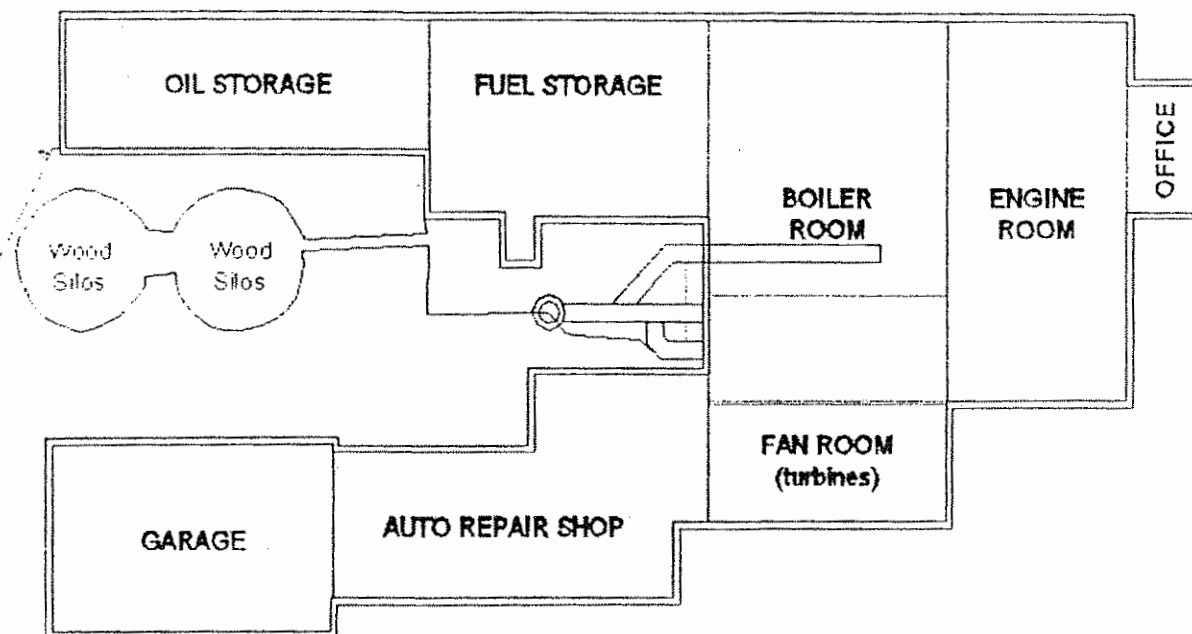 OIL STORAGE
FUEL STORAGE
OFFICE
BOILER
ROOM
ENGINE
ROOM
Wood
Silos
Wood
Silos
FAN ROOM
(turbines)
AUTO REPAIR SHOP
GARAGE